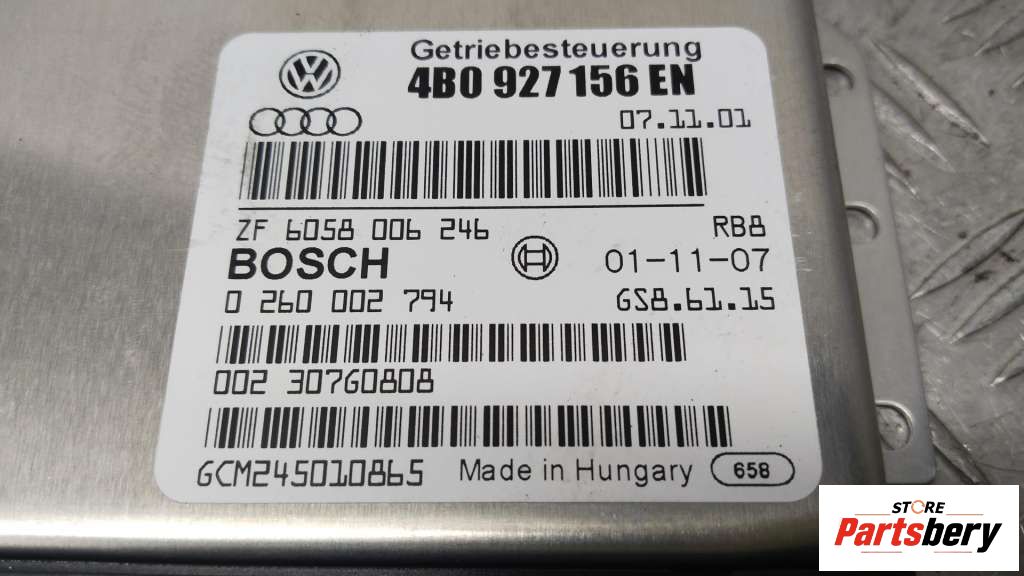 Getriebesteuerung
4B0 927 156 EN
07.11.01
ZF 6058 006 246 RB8
BOSCH 01-11-07
0 260 002 794 GS8.61.15
002 30760808
GCM245010865 Made in Hungary 658
STORE
Partsbery